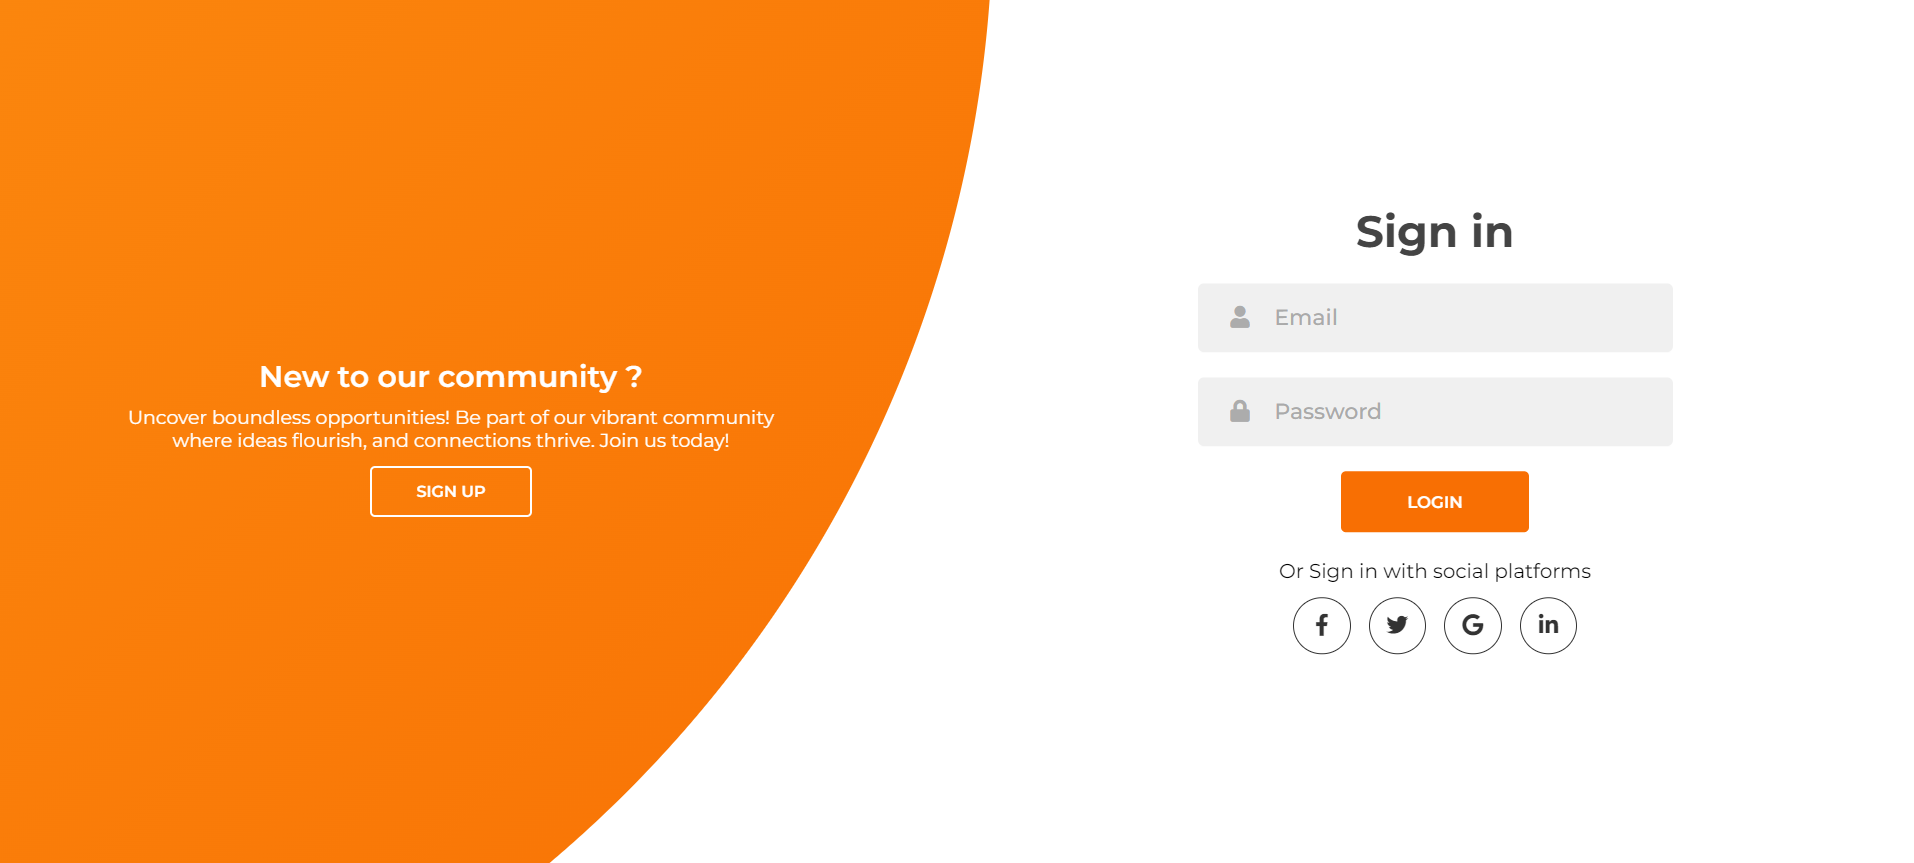 New to our community ?
Uncover boundless opportunities! Be part of our vibrant community
where ideas flourish, and connections thrive. Join us today!
SIGN UP
Sign in
Email
Password
LOGIN
Or Sign in with social platforms